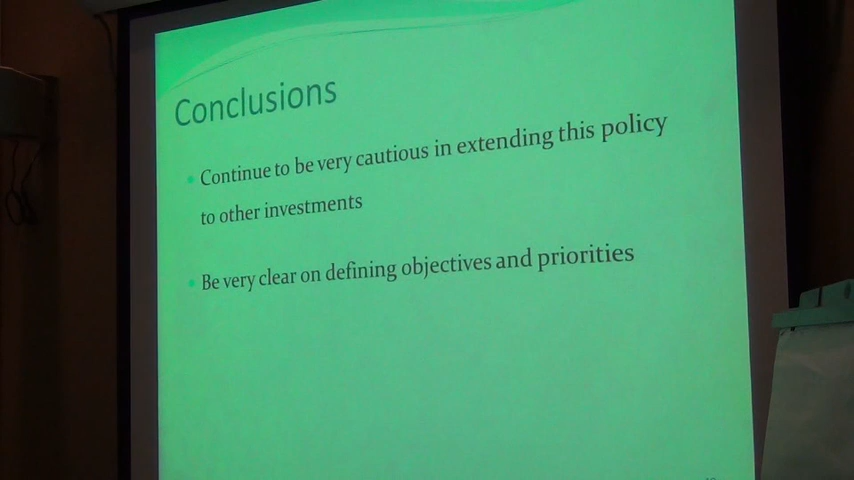 Conclusions
Continue to be very cautious in extending this policy
to other investments
Be very clear on defining objectives and priorities